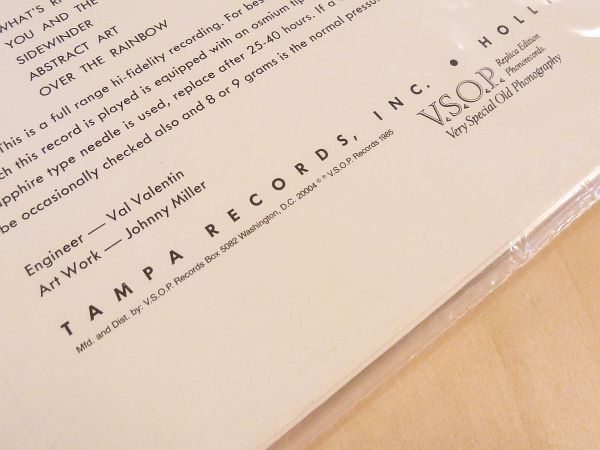 WHAT'S
YOU AND THE
SIDEWINDER
ABSTRACT ART
OVER THE RAINBOW
This is a full range hi-fidelity recording. For best
ch this record is played is equipped with an osmium tip
apphire type needle is used, replace after 25-40 hours. If a
be occasionally checked also and 8 or 9 grams is the normal pressure
Engineer — Val Valentin
Art Work — Johnny Miller
TAMPA RECORDS, INC. • HOLL
Mfd. and Dist. by: V.S.O.P. Records Box 5082 Washington, D.C. 20004 © ℗ V.S.O.P. Records 1985
V.S.O.P. Replica Edition
Phonorecords.
Very Special Old Phonography